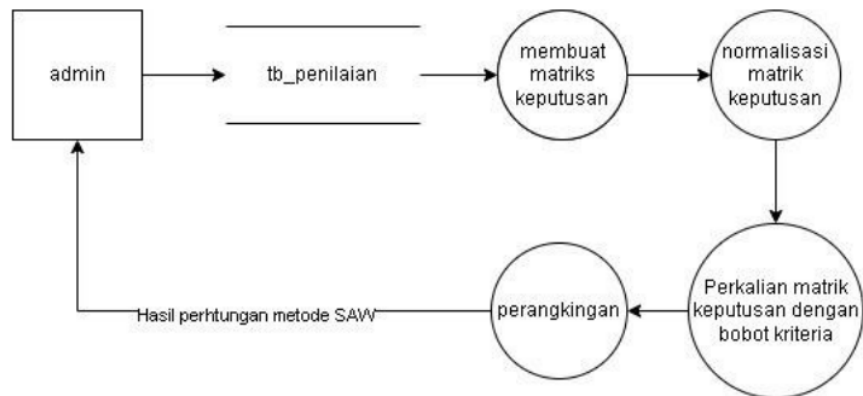 admin
tb_penilaian
membuat
matriks
keputusan
normalisasi
matrik
keputusan
Perkalian matrik
keputusan dengan
bobot kriteria
perangkingan
Hasil perhtungan metode SAW